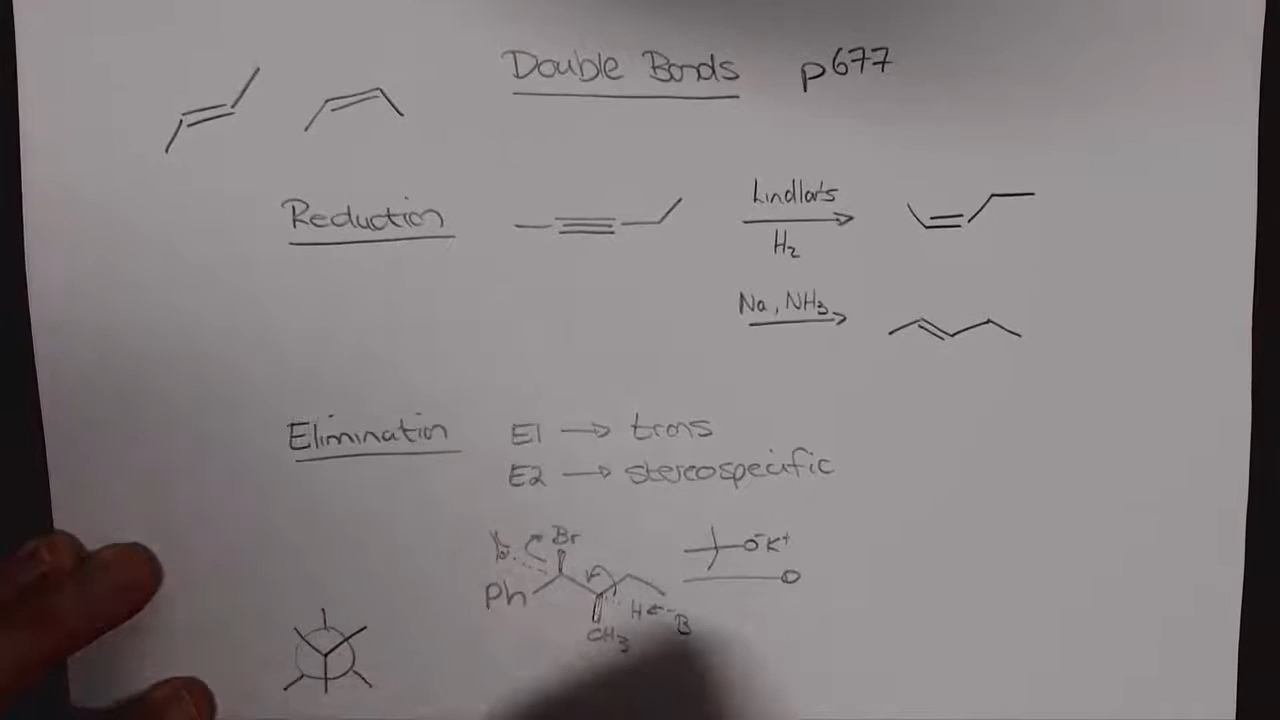 Double Bonds p677
Reduction
Lindlar's
H2
Na, NH3
Elimination E1 → trans
E2 → stereospecific
Br
O-K+
Ph
H
B
CH3